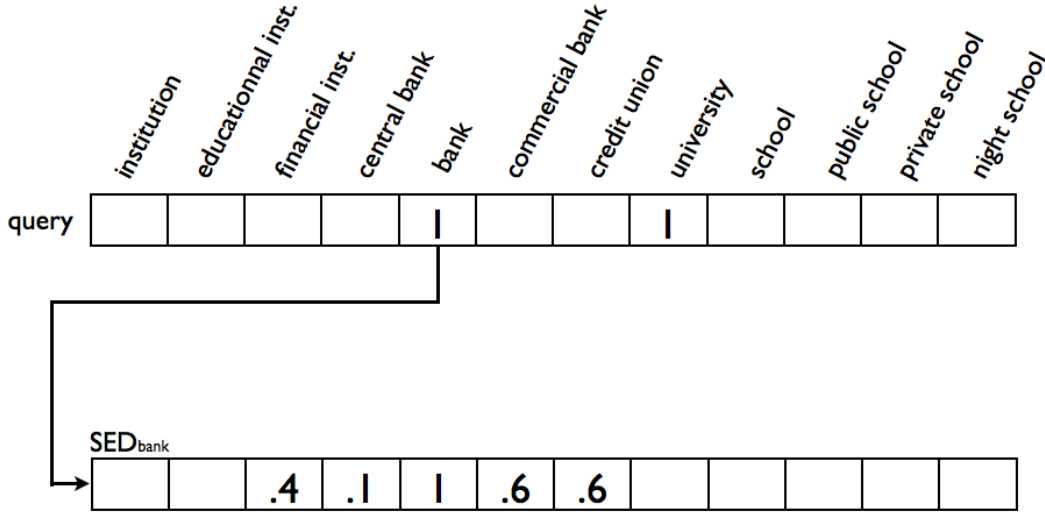 institution educationnal inst. financial inst. central bank bank commercial bank credit union university school public school private school night school
query 1 1
SEDbank
.4 .1 1 .6 .6